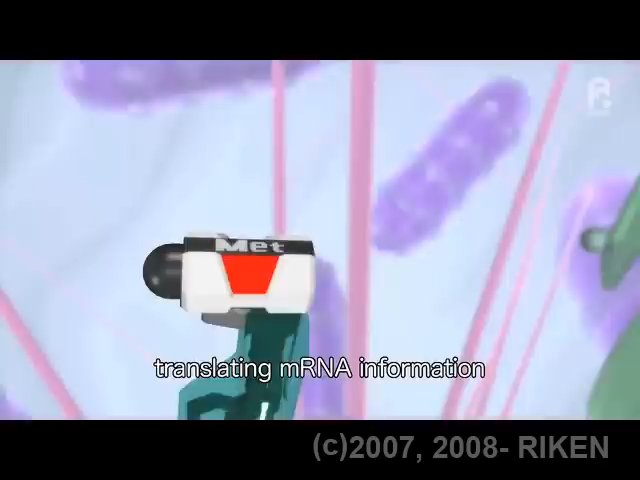 Met
translating mRNA information
(c)2007, 2008- RIKEN